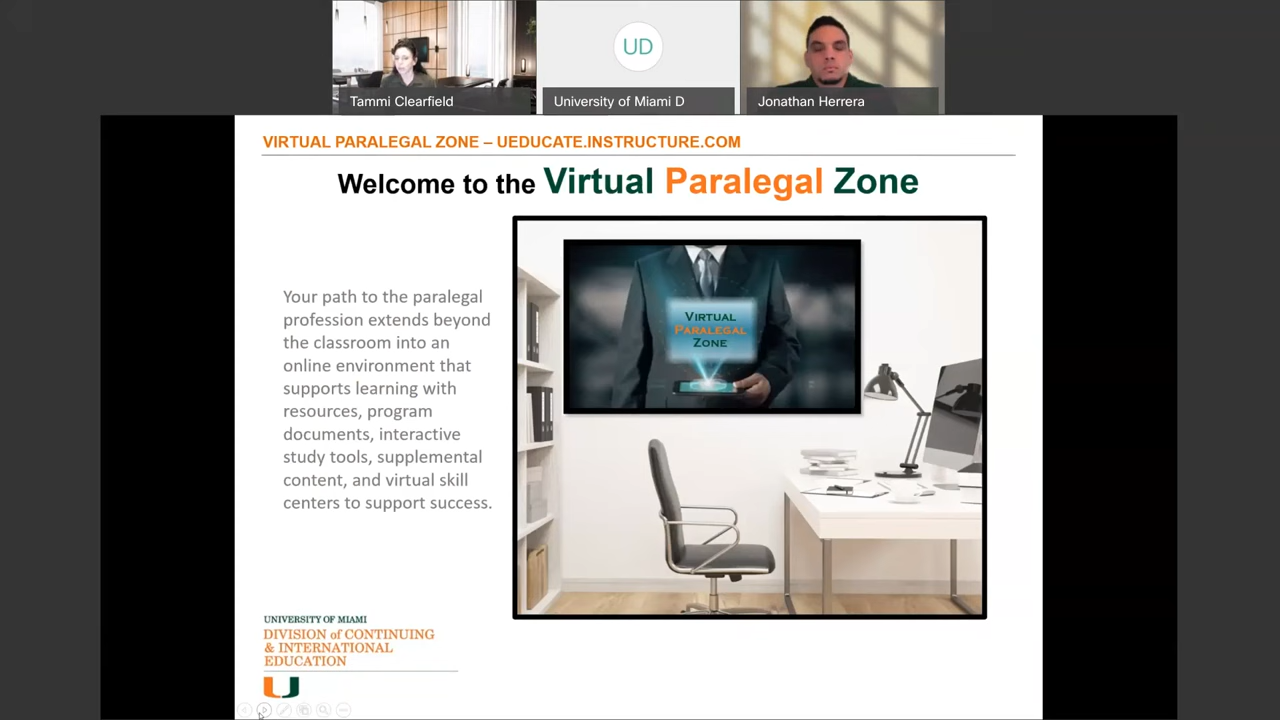 UD
Tammi Clearfield
University of Miami D
Jonathan Herrera
VIRTUAL PARALEGAL ZONE – UEDUCATE.INSTRUCTURE.COM
Welcome to the Virtual Paralegal Zone
Your path to the paralegal
profession extends beyond
the classroom into an
online environment that
supports learning with
resources, program
documents, interactive
study tools, supplemental
content, and virtual skill
centers to support success.
VIRTUAL
PARALEGAL
ZONE
UNIVERSITY OF MIAMI
DIVISION of CONTINUING
& INTERNATIONAL
EDUCATION